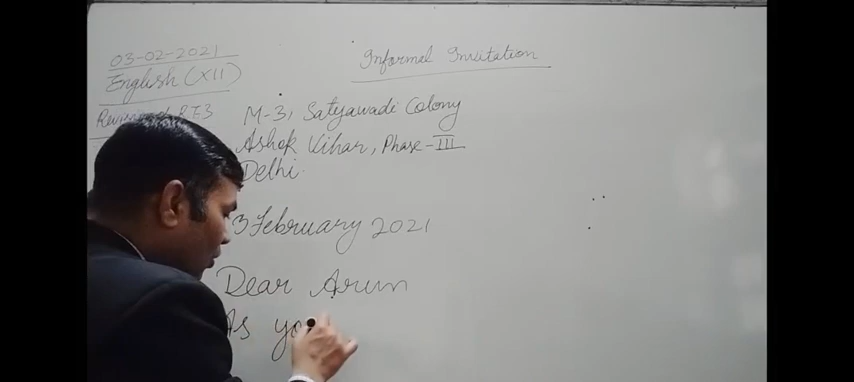 03-02-2021
Informal Invitation
English (XII)
M-3, Satyawadi Colony
Ashok Vihar, Phase-III
Delhi
3 February 2021
Dear Arun
As